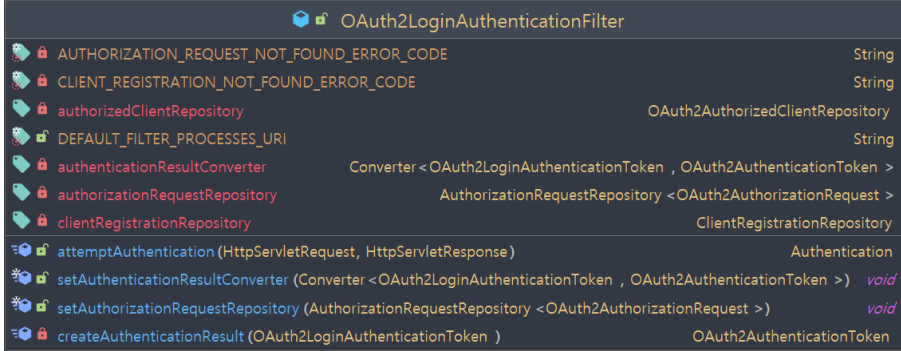 OAuth2LoginAuthenticationFilter
AUTHORIZATION_REQUEST_NOT_FOUND_ERROR_CODE String
CLIENT_REGISTRATION_NOT_FOUND_ERROR_CODE String
authorizedClientRepository OAuth2AuthorizedClientRepository
DEFAULT_FILTER_PROCESSES_URI String
authenticationResultConverter Converter<OAuth2LoginAuthenticationToken , OAuth2AuthenticationToken >
authorizationRequestRepository AuthorizationRequestRepository <OAuth2AuthorizationRequest >
clientRegistrationRepository ClientRegistrationRepository
attemptAuthentication(HttpServletRequest, HttpServletResponse) Authentication
setAuthenticationResultConverter (Converter<OAuth2LoginAuthenticationToken , OAuth2AuthenticationToken >) void
setAuthorizationRequestRepository (AuthorizationRequestRepository <OAuth2AuthorizationRequest >) void
createAuthenticationResult (OAuth2LoginAuthenticationToken ) OAuth2AuthenticationToken